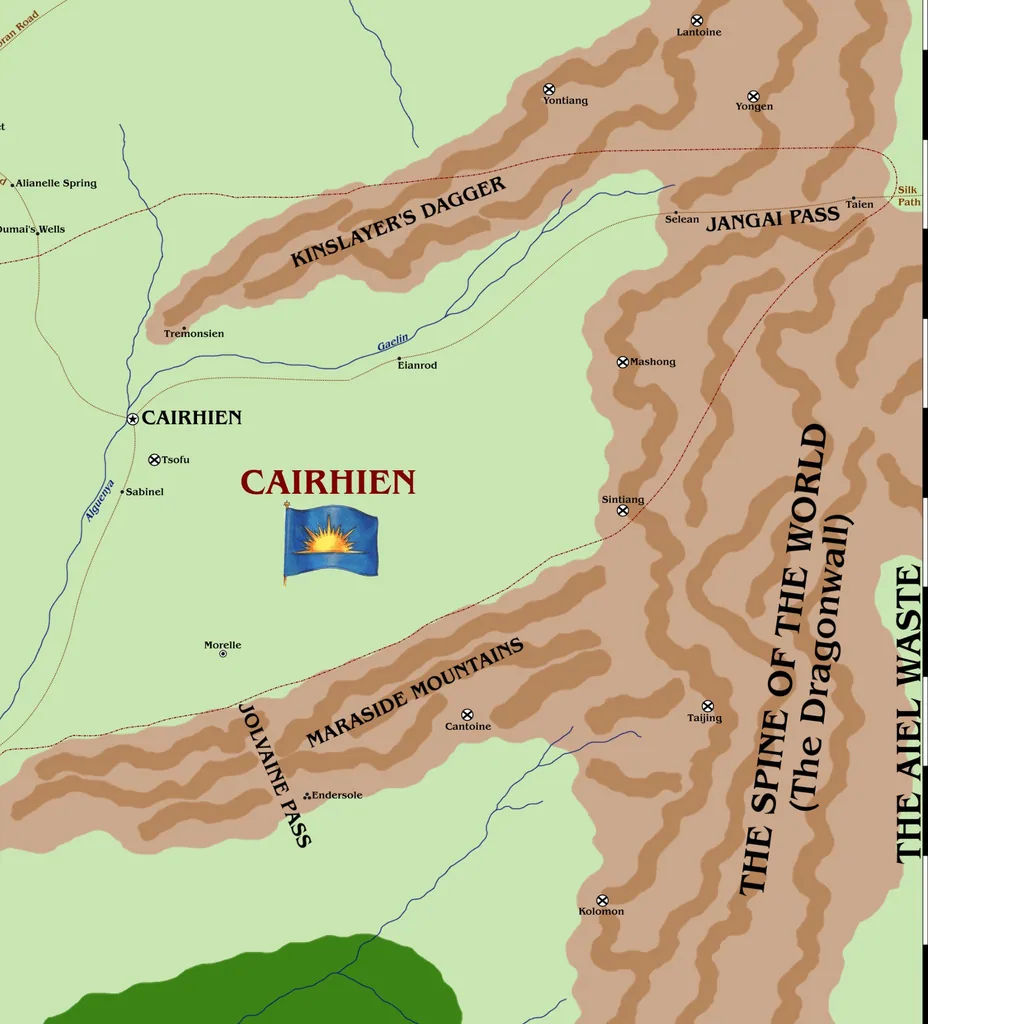 Lantoine
Yontiang
Yongen
Alianelle Spring
Silk
Path
KINSLAYER'S DAGGER
Taien
JANGAI PASS
Selean
Dumai's Wells
Tremonsien
Gaelin
Eianrod
Mashong
CAIRHIEN
Tsofu
Sabinel
CAIRHIEN
Alguenya
Sintiang
THE SPINE OF THE WORLD
(The Dragonwall)
THE AIEL WASTE
Morelle
MARASIDE MOUNTAINS
JOLVAINE PASS
Cantoine
Taijing
Endersole
Kolomon